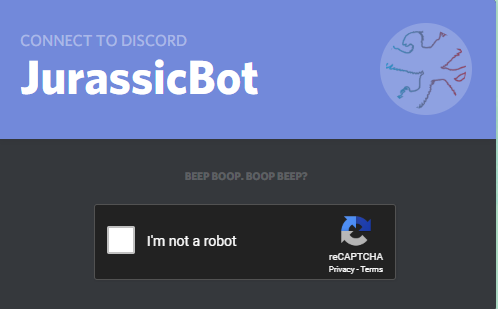 CONNECT TO DISCORD
JurassicBot
BEEP BOOP. BOOP BEEP?
I'm not a robot
reCAPTCHA
Privacy - Terms